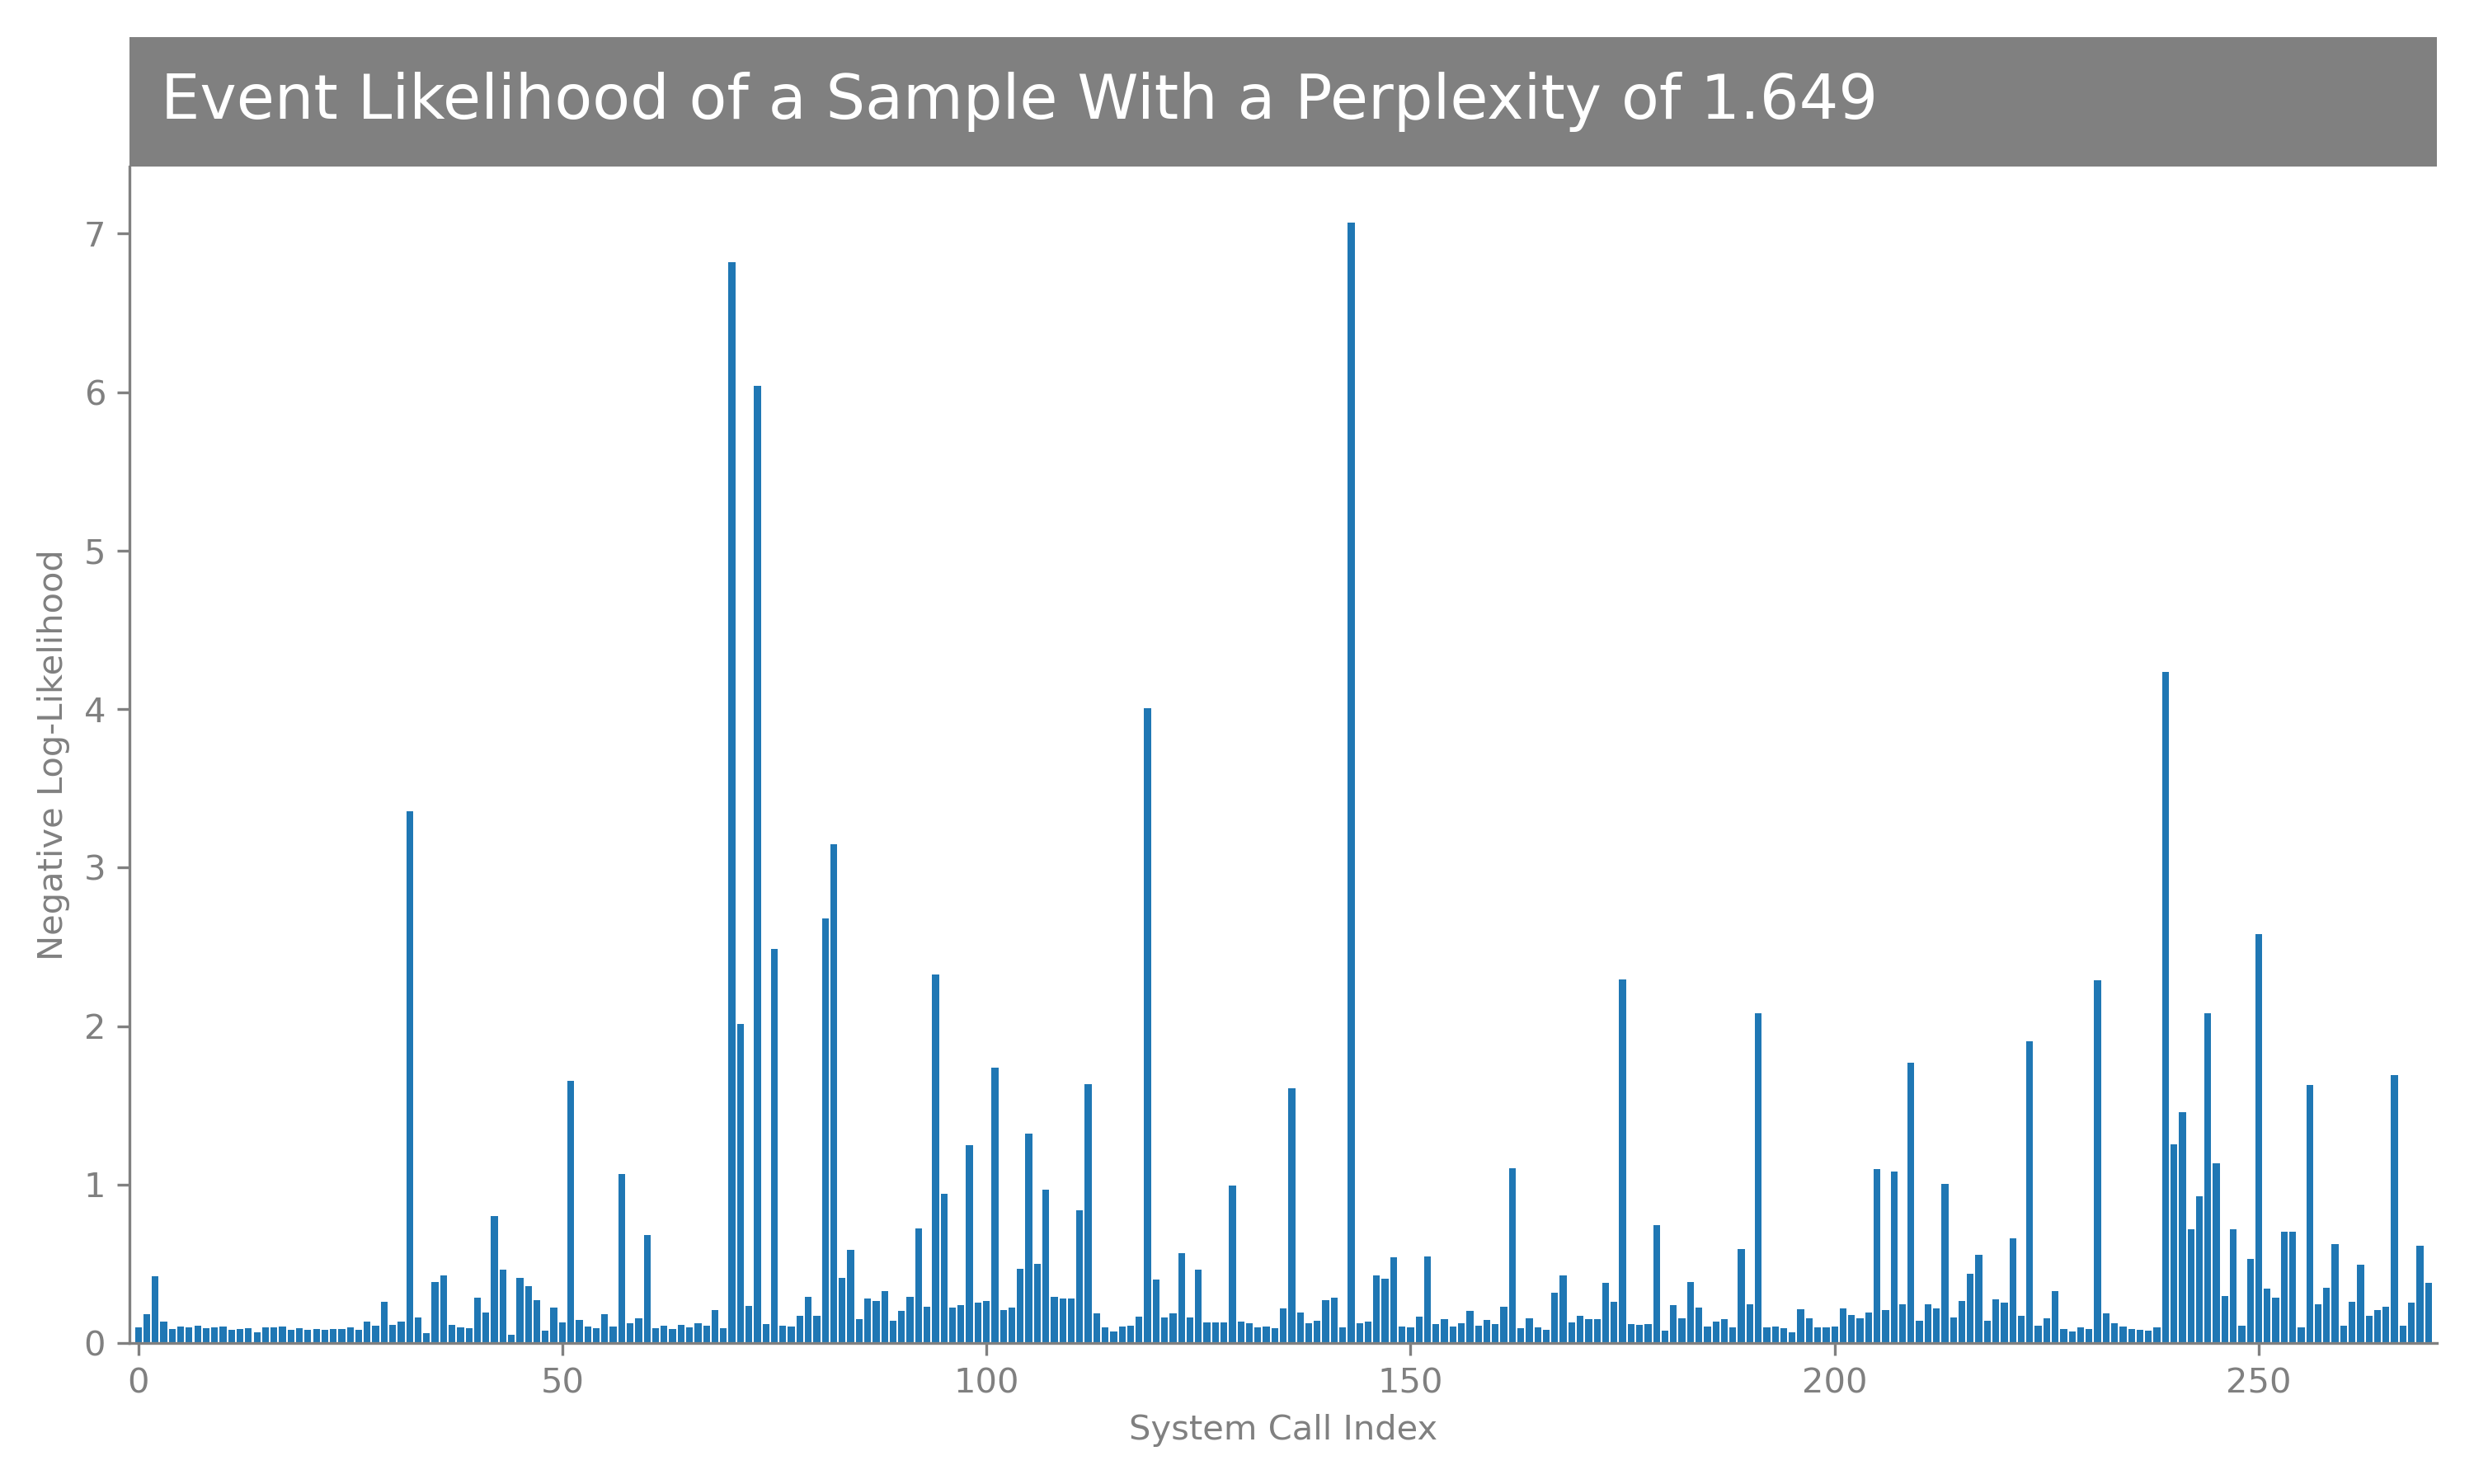 Event Likelihood of a Sample With a Perplexity of 1.649
7
6
5
4
3
2
1
0
Negative Log-Likelihood
0 50 100 150 200 250
System Call Index